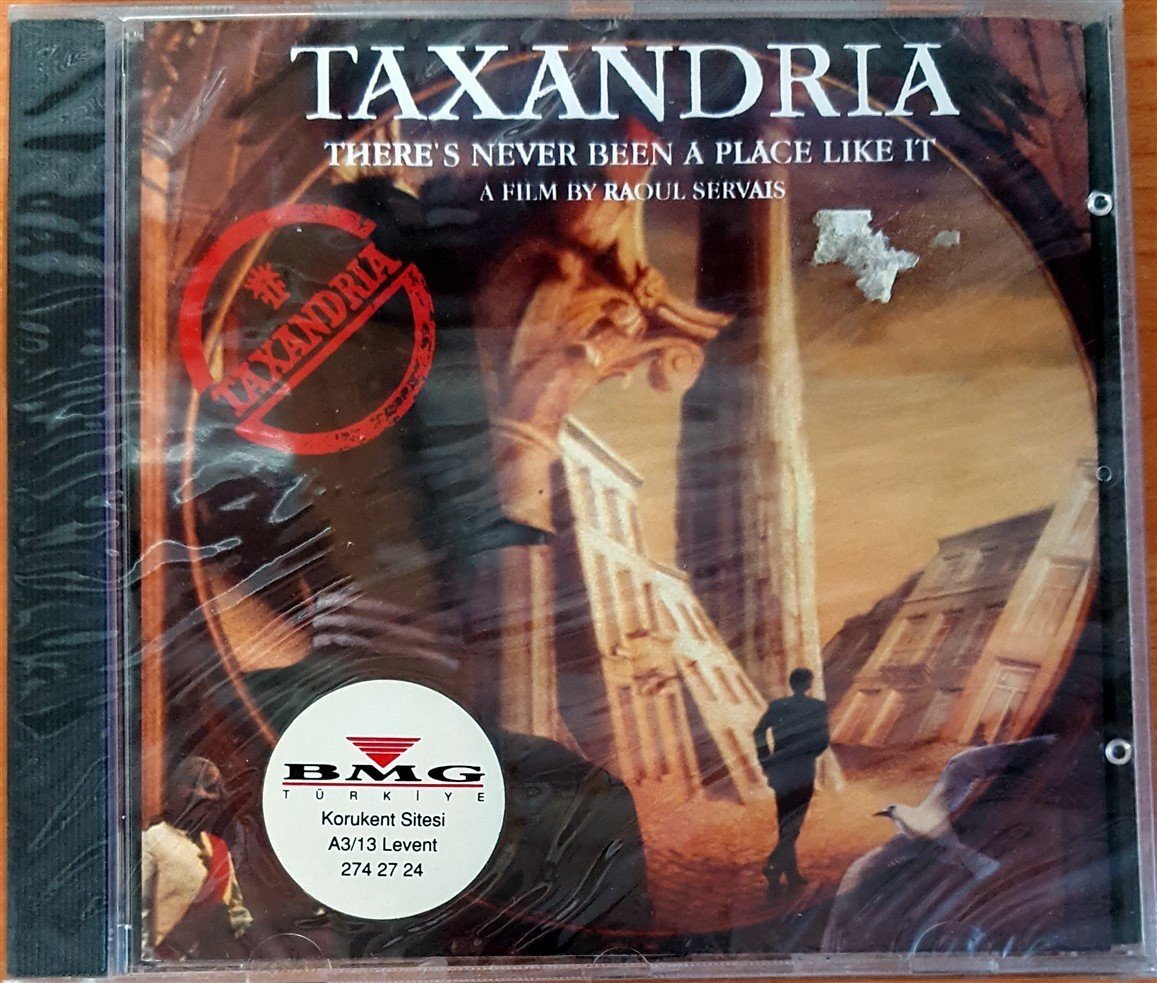 TAXANDRIA
THERE'S NEVER BEEN A PLACE LIKE IT
A FILM BY RAOUL SERVAIS
TAXANDRIA
BMG
TÜRKİYE
Korukent Sitesi
A3/13 Levent
274 27 24